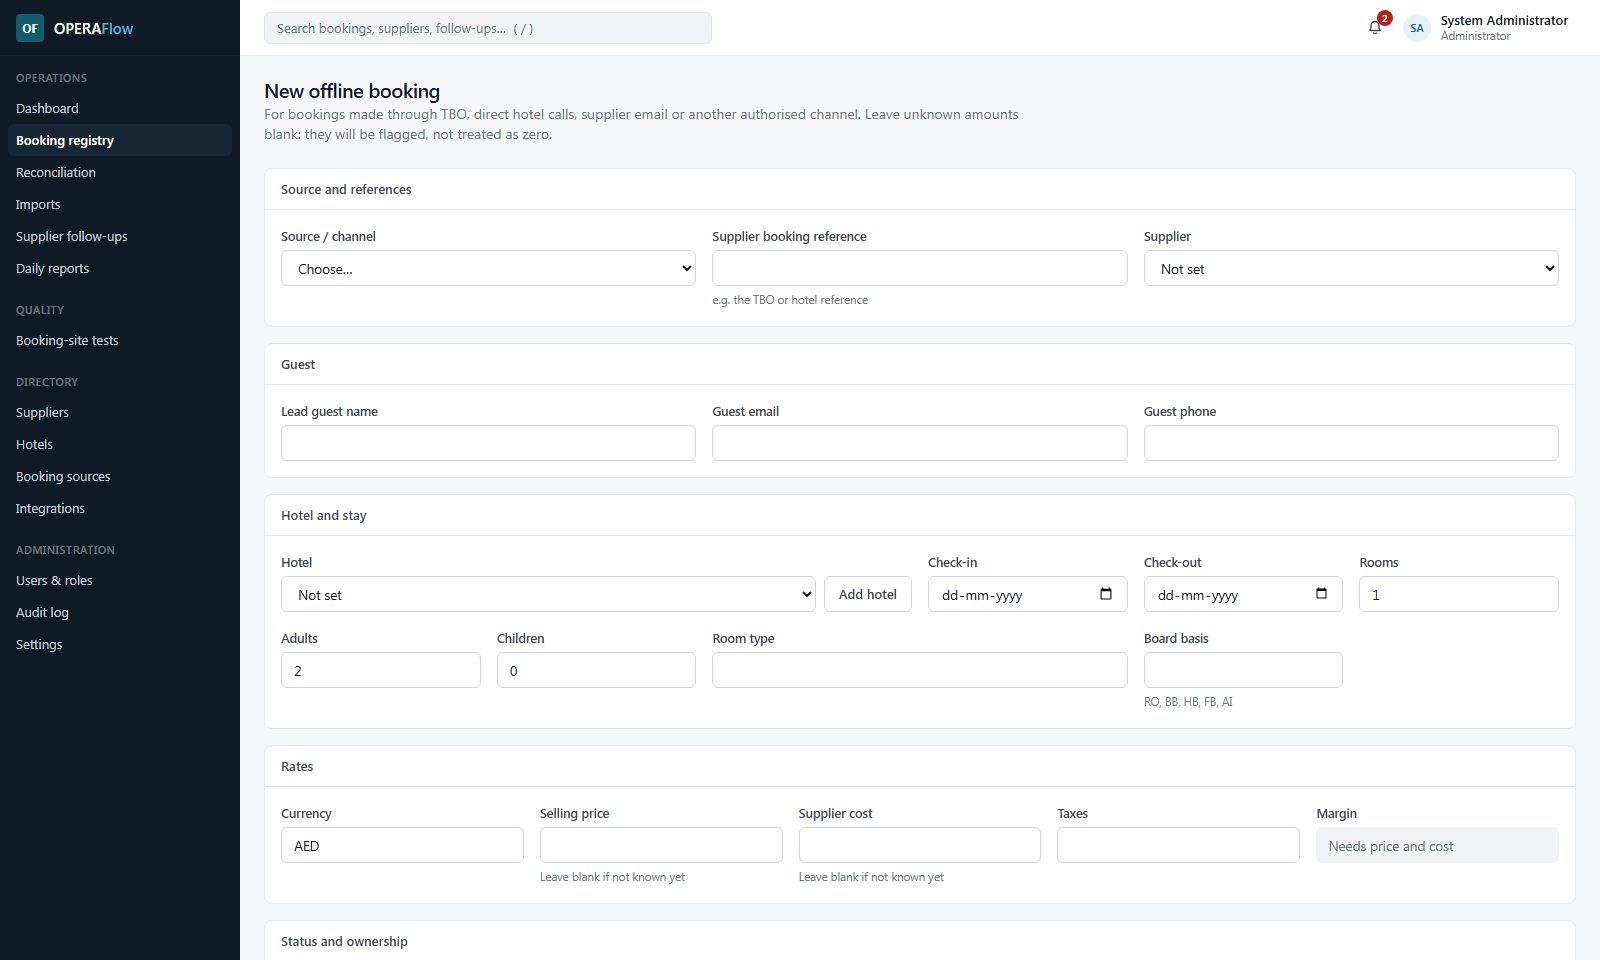 OF OPERAFlow
Search bookings, suppliers, follow-ups... ( / )
2
SA
System Administrator
Administrator
OPERATIONS
Dashboard
Booking registry
Reconciliation
Imports
Supplier follow-ups
Daily reports
QUALITY
Booking-site tests
DIRECTORY
Suppliers
Hotels
Booking sources
Integrations
ADMINISTRATION
Users & roles
Audit log
Settings
New offline booking
For bookings made through TBO, direct hotel calls, supplier email or another authorised channel. Leave unknown amounts
blank: they will be flagged, not treated as zero.
Source and references
Source / channel Supplier booking reference Supplier
Choose... Not set
e.g. the TBO or hotel reference
Guest
Lead guest name Guest email Guest phone
Hotel and stay
Hotel Check-in Check-out Rooms
Not set Add hotel dd-mm-yyyy dd-mm-yyyy 1
Adults Children Room type Board basis
2 0
RO, BB, HB, FB, AI
Rates
Currency Selling price Supplier cost Taxes Margin
AED Needs price and cost
Leave blank if not known yet Leave blank if not known yet
Status and ownership